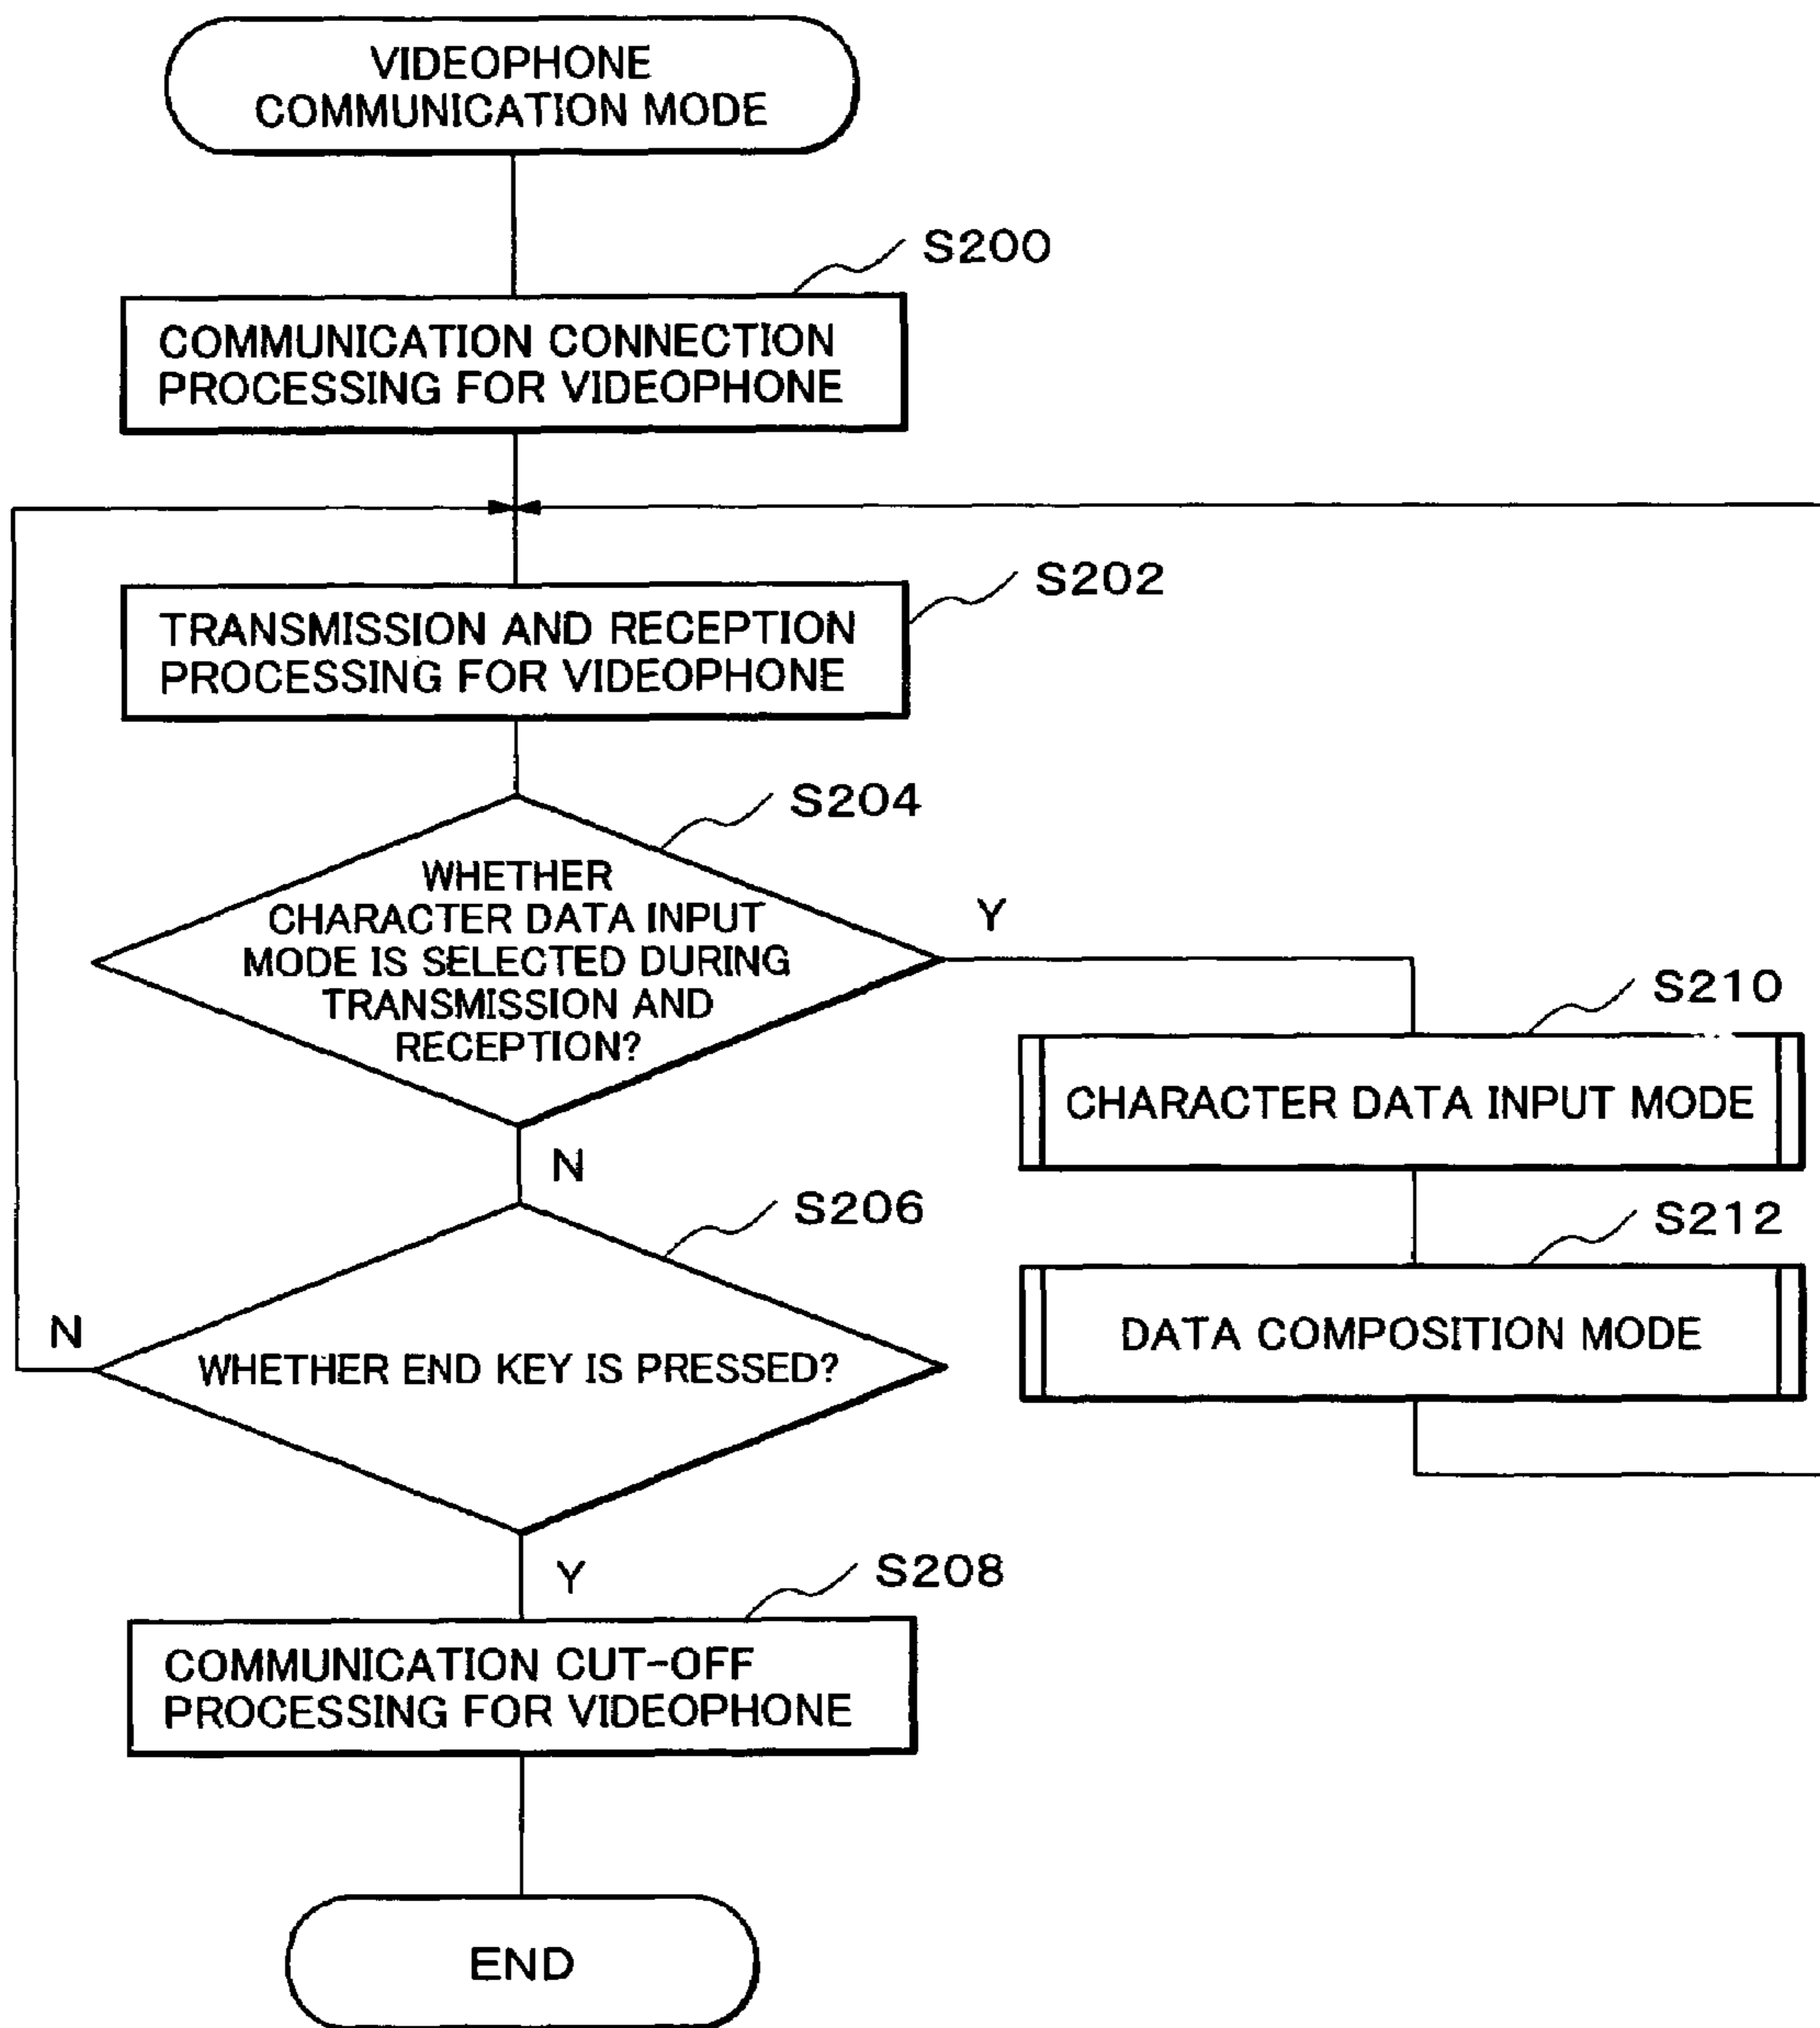 VIDEOPHONE
COMMUNICATION MODE
S200
COMMUNICATION CONNECTION
PROCESSING FOR VIDEOPHONE
S202
TRANSMISSION AND RECEPTION
PROCESSING FOR VIDEOPHONE
S204
WHETHER
CHARACTER DATA INPUT
MODE IS SELECTED DURING
TRANSMISSION AND
RECEPTION?
Y
N
S210
CHARACTER DATA INPUT MODE
S212
DATA COMPOSITION MODE
S206
N
WHETHER END KEY IS PRESSED?
Y
S208
COMMUNICATION CUT-OFF
PROCESSING FOR VIDEOPHONE
END